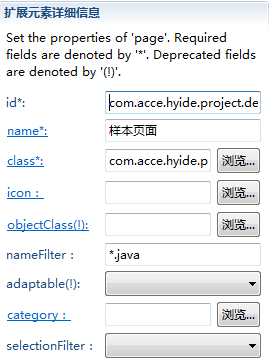 扩展元素详细信息
Set the properties of 'page'. Required
fields are denoted by '*'. Deprecated fields
are denoted by '(!)'.
id*: com.acce.hyide.project.de
name*: 样本页面
class*: com.acce.hyide.p 浏览...
icon : 浏览...
objectClass(!): 浏览...
nameFilter : *.java
adaptable(!):
category : 浏览...
selectionFilter :